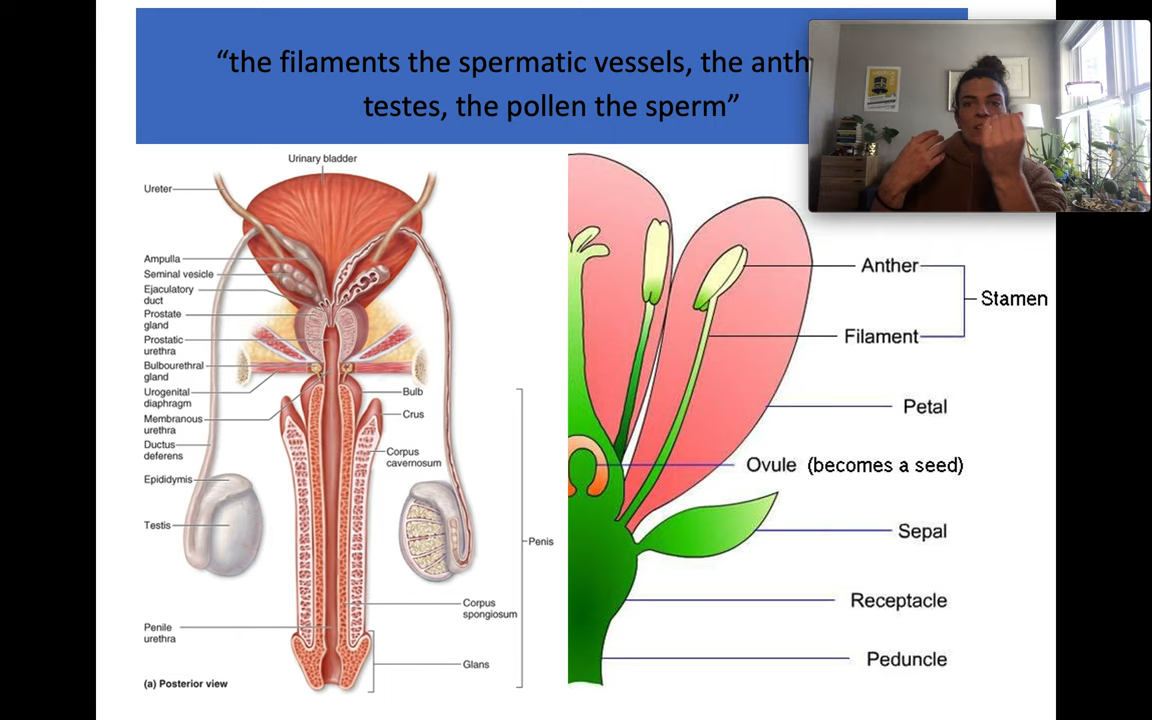 “the filaments the spermatic vessels, the
testes, the pollen the sperm”
Urinary bladder
Ureter
Ampulla
Seminal vesicle
Ejaculatory
duct
Prostate
gland
Prostatic
urethra
Bulbourethral
gland
Urogenital
diaphragm
Membranous
urethra
Ductus
deferens
Epididymis
Testis
Penile
urethra
(a) Posterior view
Bulb
Crus
Corpus
cavernosum
Penis
Corpus
spongiosum
Glans
Anther
Stamen
Filament
Petal
Ovule (becomes a seed)
Sepal
Receptacle
Peduncle